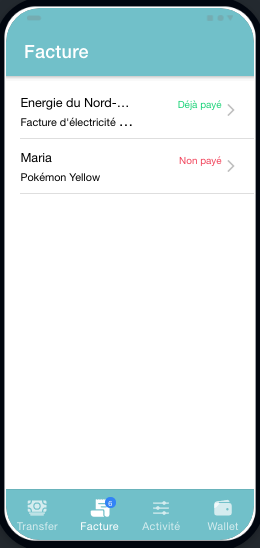 Facture
Energie du Nord-...
Déjà payé
Facture d'électricité ...
Maria
Non payé
Pokémon Yellow
6
Transfer
Facture
Activité
Wallet